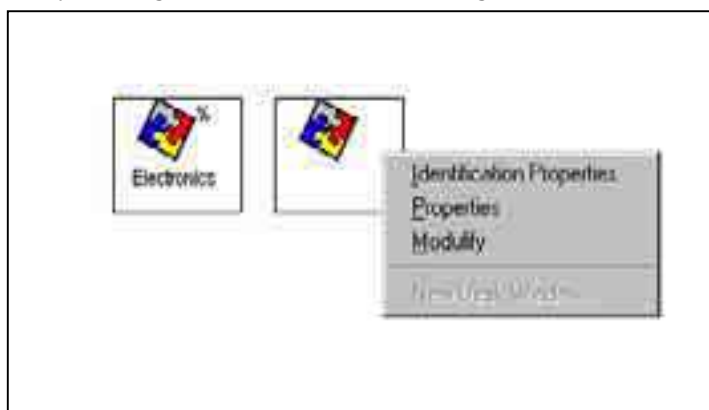 %
Electronics
Identification Properties
Properties
Modulify